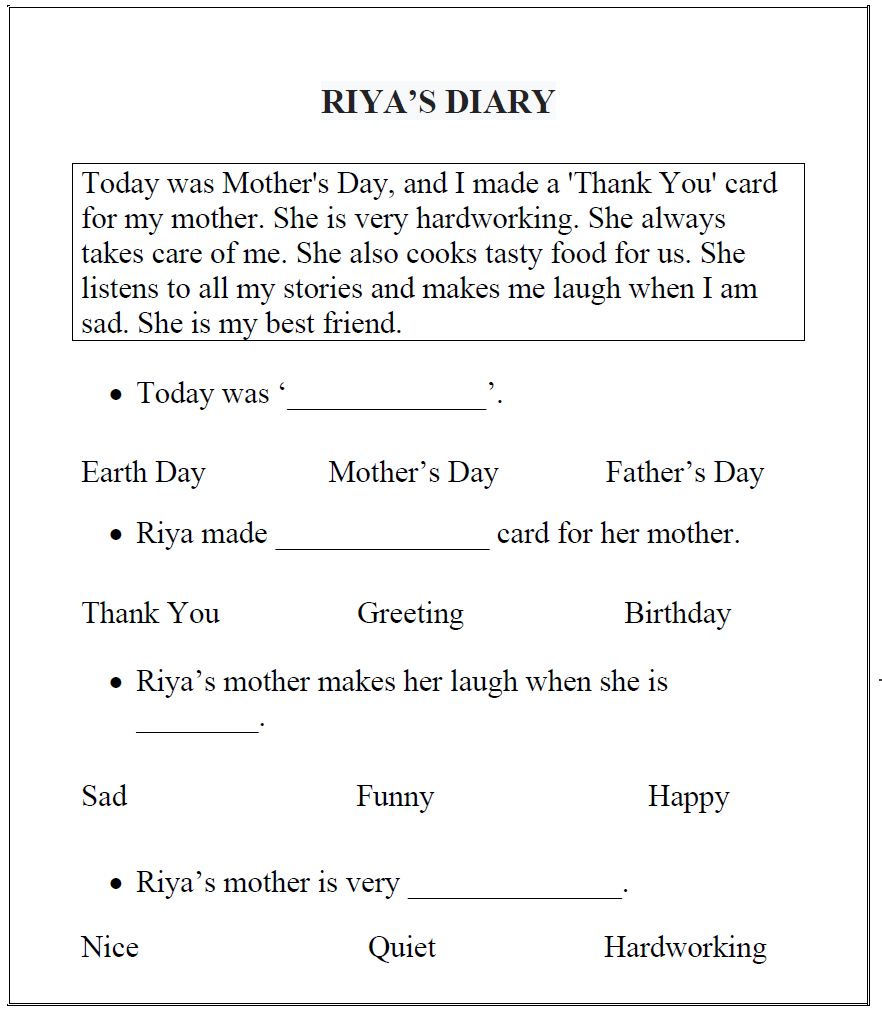 RIYA’S DIARY
Today was Mother's Day, and I made a 'Thank You' card
for my mother. She is very hardworking. She always
takes care of me. She also cooks tasty food for us. She
listens to all my stories and makes me laugh when I am
sad. She is my best friend.
• Today was ‘_____________’.
Earth Day Mother’s Day Father’s Day
• Riya made ______________ card for her mother.
Thank You Greeting Birthday
• Riya’s mother makes her laugh when she is
________.
Sad Funny Happy
• Riya’s mother is very ______________.
Nice Quiet Hardworking